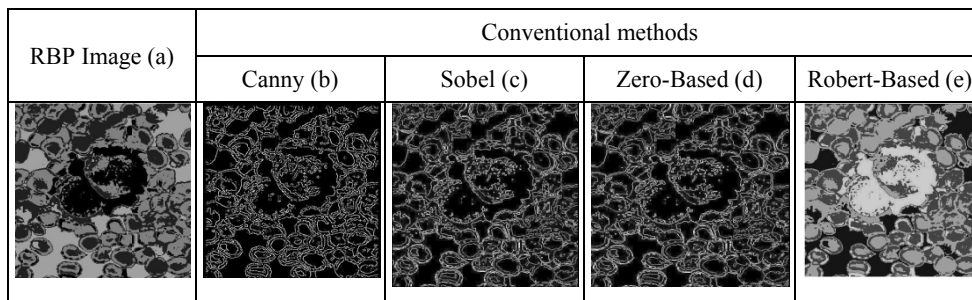 RBP Image (a)
Conventional methods
Canny (b)
Sobel (c)
Zero-Based (d)
Robert-Based (e)